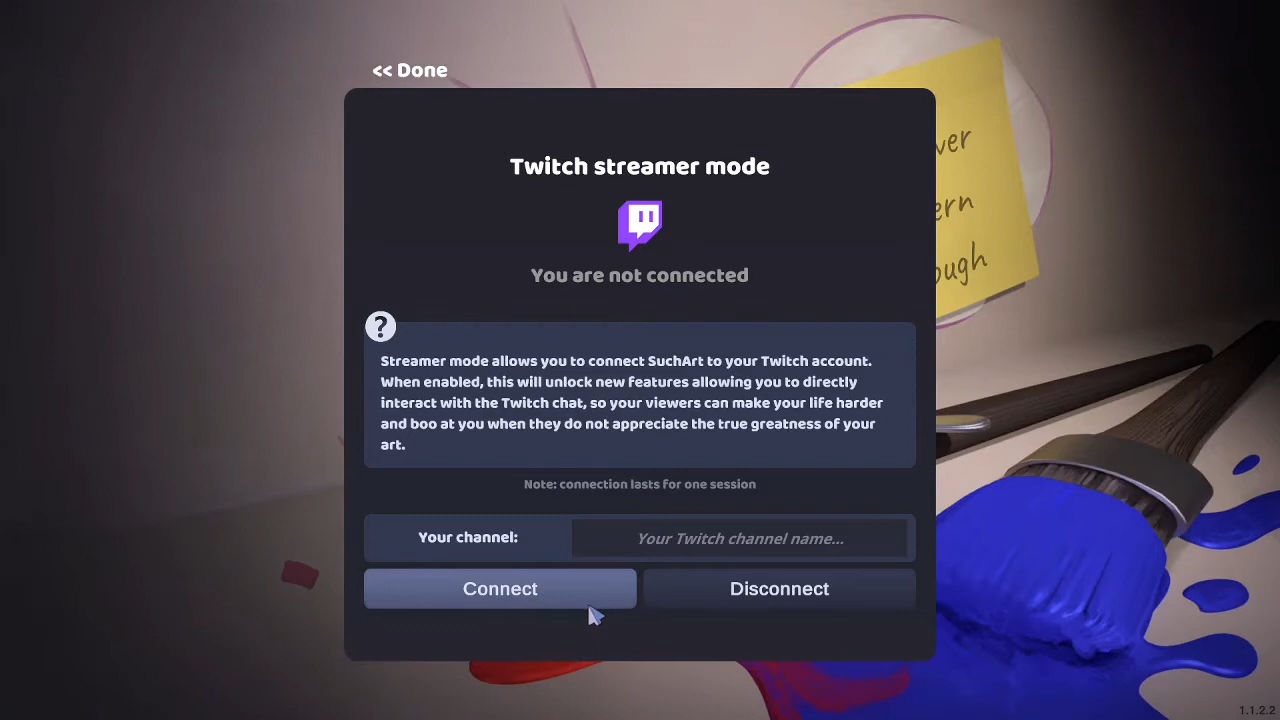 << Done
Twitch streamer mode
You are not connected
?
Streamer mode allows you to connect SuchArt to your Twitch account.
When enabled, this will unlock new features allowing you to directly
interact with the Twitch chat, so your viewers can make your life harder
and boo at you when they do not appreciate the true greatness of your
art.
Note: connection lasts for one session
Your channel:
Your Twitch channel name...
Connect
Disconnect
1.1.2.2